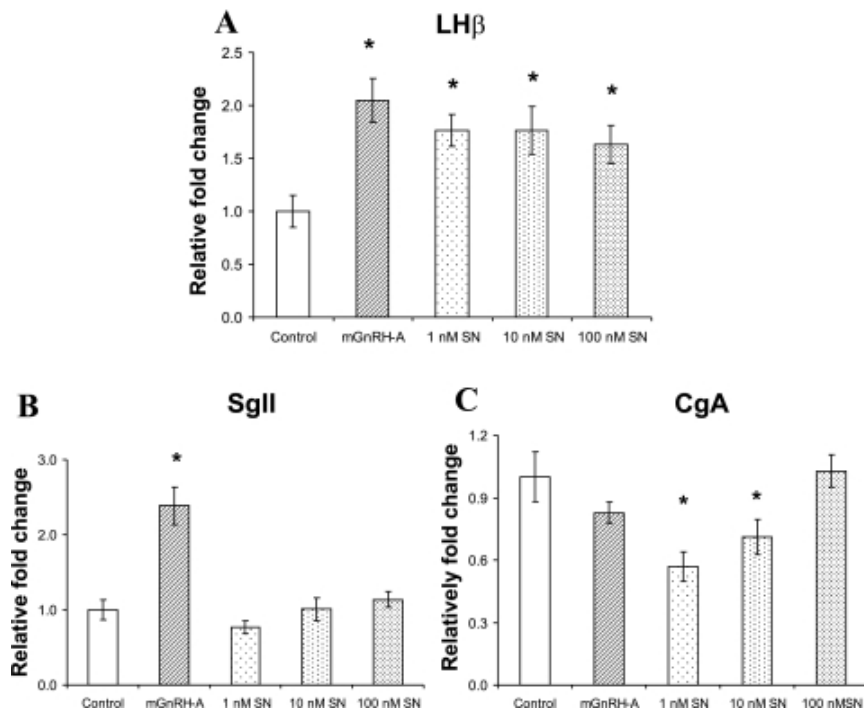 A LHβ
2.5
2.0
1.5
1.0
0.5
0.0
Relative fold change
* * * *
Control mGnRH-A 1 nM SN 10 nM SN 100 nM SN
B SgII
3.0
2.0
1.0
0.0
Relative fold change
*
Control mGnRH-A 1 nM SN 10 nM SN 100 nM SN
C CgA
1.2
0.9
0.6
0.3
0.0
Relatively fold change
* *
Control mGnRH-A 1 nM SN 10 nM SN 100 nMSN